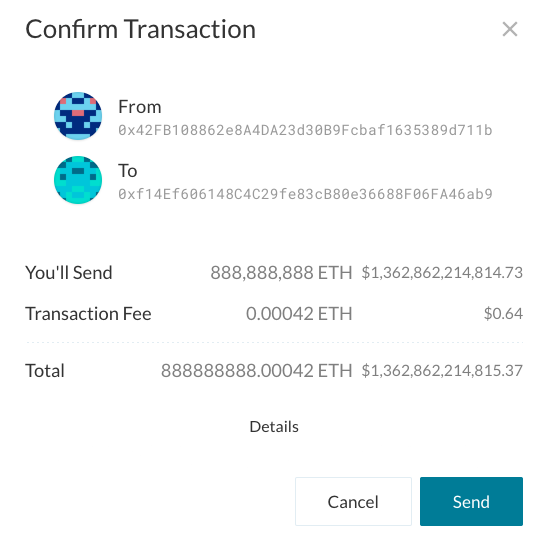 Confirm Transaction
From
0x42FB108862e8A4DA23d30B9Fcbaf1635389d711b
To
0xf14Ef606148C4C29fe83cB80e36688F06FA46ab9
You'll Send 888,888,888 ETH $1,362,862,214,814.73
Transaction Fee 0.00042 ETH $0.64
Total 888888888.00042 ETH $1,362,862,214,815.37
Details
Cancel Send